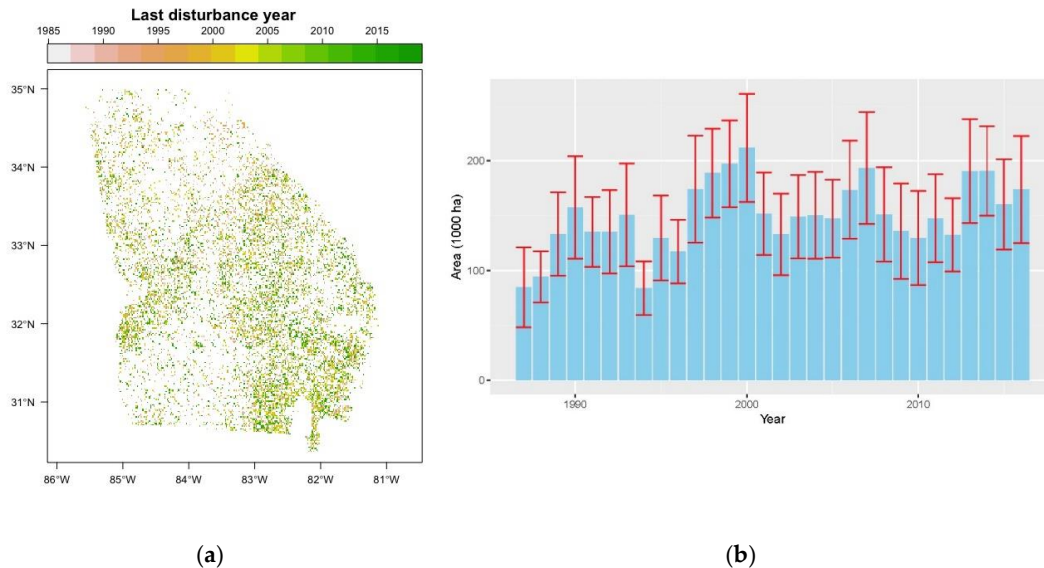 Last disturbance year
1985 1990 1995 2000 2005 2010 2015
35°N
34°N
33°N
32°N
31°N
86°W 85°W 84°W 83°W 82°W 81°W
Area (1000 ha)
200
100
0
1990 2000 2010
Year
(a) (b)